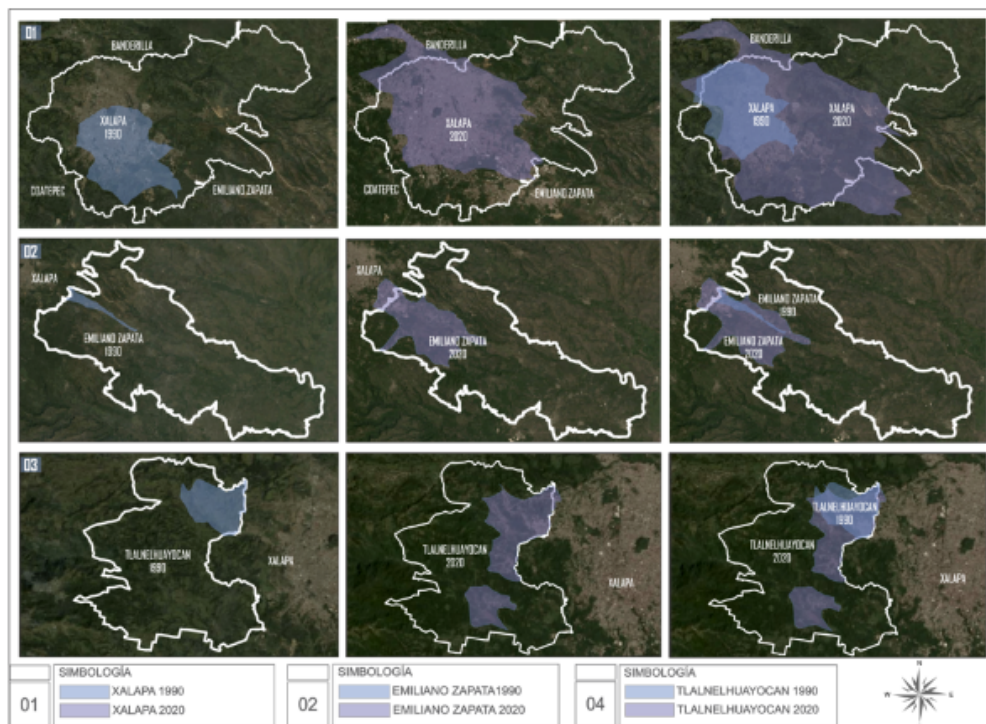 01
BANDERILLA
XALAPA
1990
COATEPEC
EMILIANO ZAPATA
BANDERILLA
XALAPA
2020
COATEPEC
EMILIANO ZAPATA
BANDERILLA
XALAPA
1990
XALAPA
2020
02
XALAPA
EMILIANO ZAPATA
1990
XALAPA
EMILIANO ZAPATA
2020
EMILIANO ZAPATA
1990
EMILIANO ZAPATA
2020
03
TLALNELHUAYOCAN
1990
XALAPA
TLALNELHUAYOCAN
2020
XALAPA
TLALNELHUAYOCAN
1990
TLALNELHUAYOCAN
2020
XALAPA
01
SIMBOLOGÍA
XALAPA 1990
XALAPA 2020
02
SIMBOLOGÍA
EMILIANO ZAPATA1990
EMILIANO ZAPATA 2020
04
SIMBOLOGÍA
TLALNELHUAYOCAN 1990
TLALNELHUAYOCAN 2020
N
W
E
S